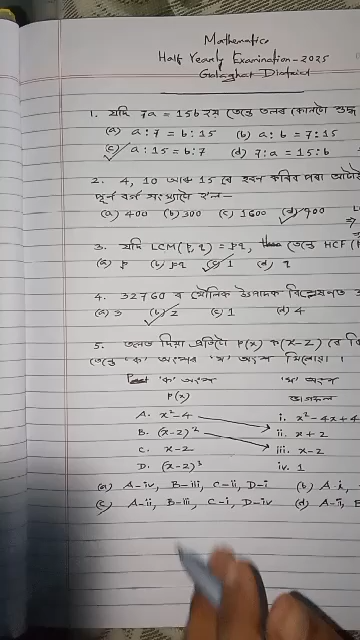 Mathematics
Half Yearly Examination-2025
Golaghat District
1. যদি 7a = 15b হয় তেন্তে তলৰ কোনটো শুদ্ধ
(a) a:7 = b:15 (b) a:b = 7:15
(c) a:15 = b:7 (d) 7:a = 15:b
2. 4, 10 আৰু 15 ৰে হৰণ কৰিব পৰা আটাই
পূৰ্ণ বৰ্গ সংখ্যাটো হ'ল-
(a) 400 (b) 300 (c) 1600 (d) 900
3. যদি LCM(p,q) = pq, তেন্তে HCF(
(a) p (b) pq (c) 1 (d) q
4. 32760 ৰ মৌলিক উৎপাদক বিশ্লেষণত
(a) 3 (b) 2 (c) 1 (d) 4
5. তলত দিয়া প্ৰতিটো P(x) ক (x-2) ৰে
তেন্তে 'ক' অংশৰ 'খ' অংশ মিলোৱা।
'ক' অংশ 'খ' অংশ
P(x) ভাগফল
A. x²-4 i. x²-4x+4
B. (x-2)² ii. x+2
C. x-2 iii. x-2
D. (x-2)³ iv. 1
(a) A-iv, B-iii, C-ii, D-i (b) A-i,
(c) A-ii, B-iii, C-i, D-iv (d) A-ii,